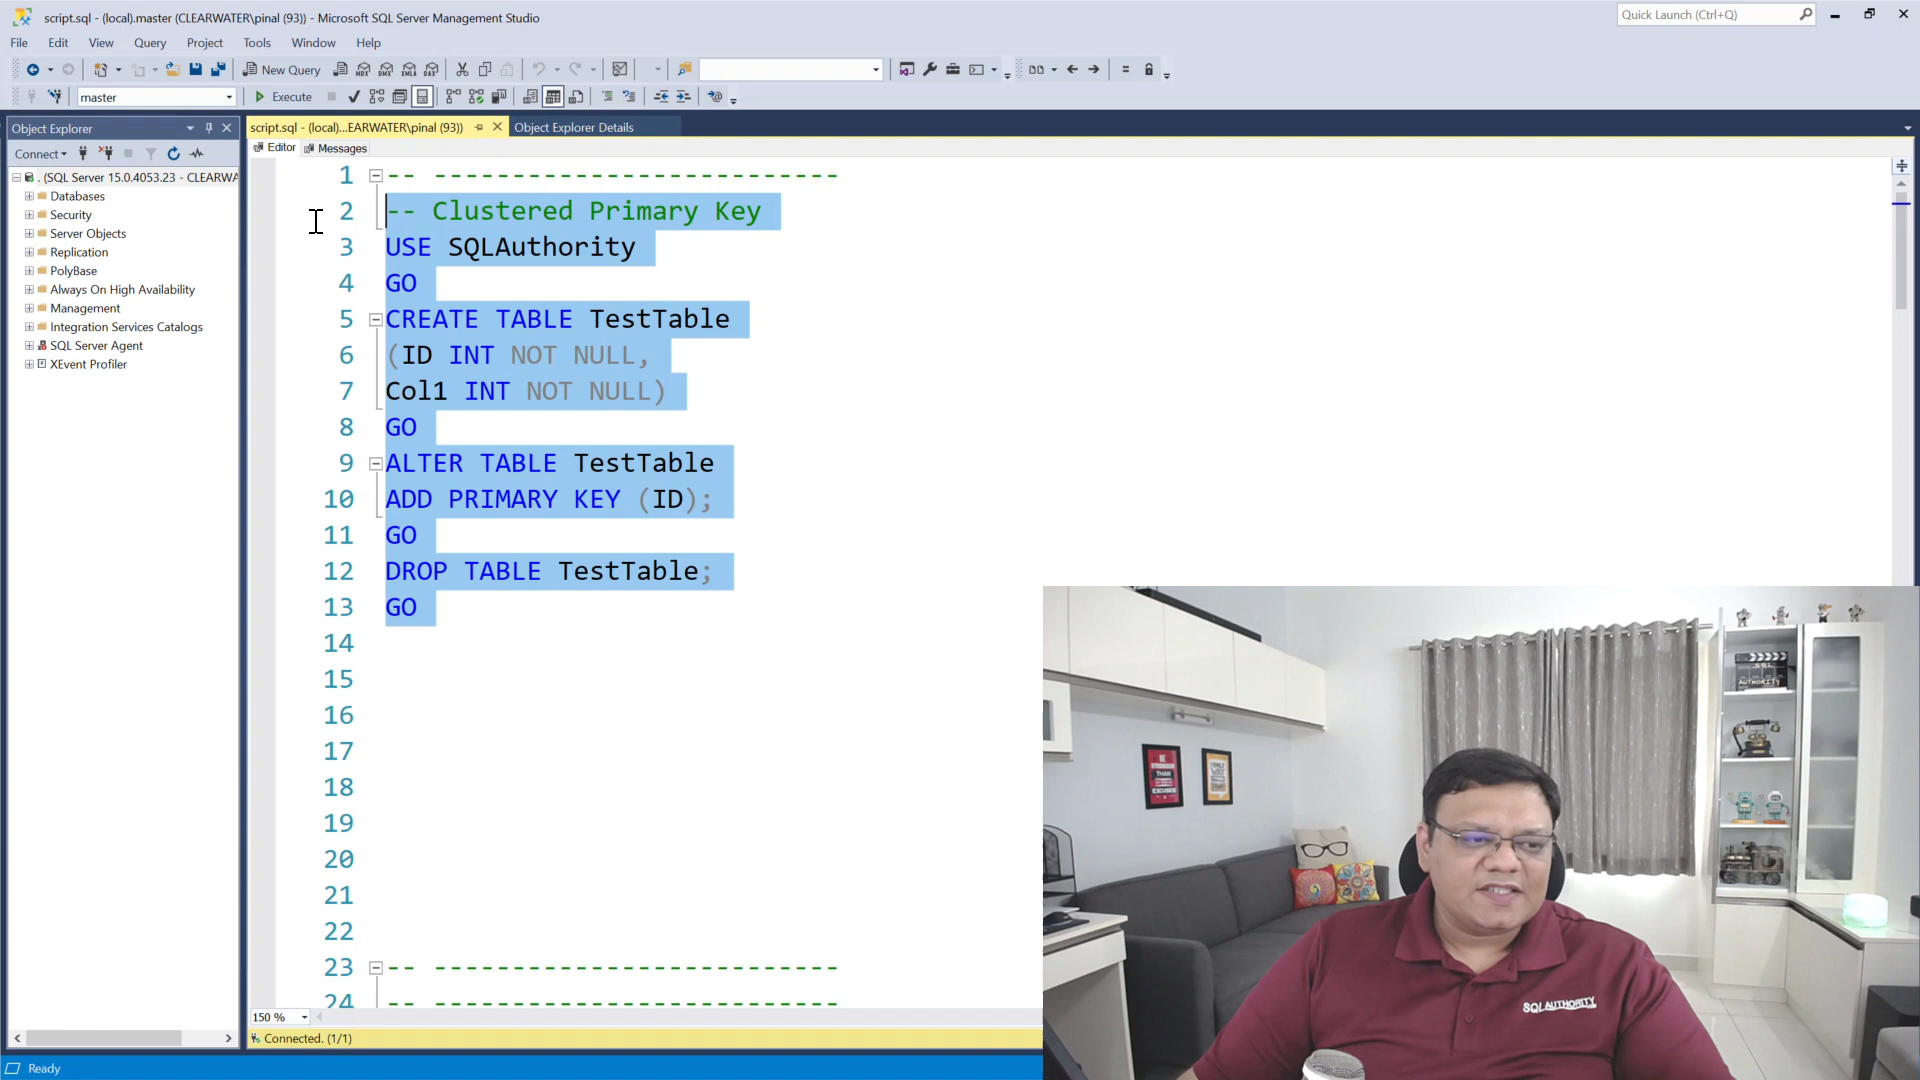 script.sql - (local).master (CLEARWATER\pinal (93)) - Microsoft SQL Server Management Studio
Quick Launch (Ctrl+Q)
File Edit View Query Project Tools Window Help
New Query
master
Execute
Object Explorer
script.sql - (local)...EARWATER\pinal (93))
Object Explorer Details
Editor
Messages
Connect
. (SQL Server 15.0.4053.23 - CLEARWA
Databases
Security
Server Objects
Replication
PolyBase
Always On High Availability
Management
Integration Services Catalogs
SQL Server Agent
XEvent Profiler
1 -- --------------------------
2 -- Clustered Primary Key
3 USE SQLAuthority
4 GO
5 CREATE TABLE TestTable
6 (ID INT NOT NULL,
7 Col1 INT NOT NULL)
8 GO
9 ALTER TABLE TestTable
10 ADD PRIMARY KEY (ID);
11 GO
12 DROP TABLE TestTable;
13 GO
14
15
16
17
18
19
20
21
22
23 -- --------------------------
24 -- --------------------------
150 %
Connected. (1/1)
Ready
SQL AUTHORITY
SQL AUTHORITY